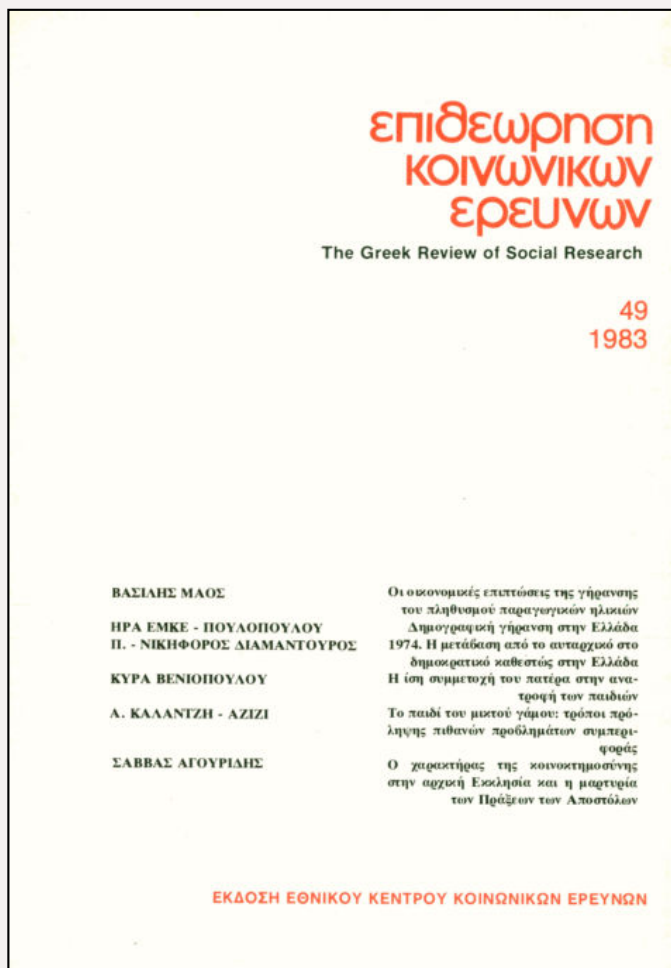 επιθεωρηση
κοινωνικων
ερευνων
The Greek Review of Social Research
49
1983
ΒΑΣΙΛΗΣ ΜΑΟΣ
Οι οικονομικές επιπτώσεις της γήρανσης
του πληθυσμού παραγωγικών ηλικιών
ΗΡΑ ΕΜΚΕ - ΠΟΥΛΟΠΟΥΛΟΥ
Δημογραφική γήρανση στην Ελλάδα
Π. - ΝΙΚΗΦΟΡΟΣ ΔΙΑΜΑΝΤΟΥΡΟΣ
1974. Η μετάβαση από το αυταρχικό στο
δημοκρατικό καθεστώς στην Ελλάδα
ΚΥΡΑ ΒΕΝΙΟΠΟΥΛΟΥ
Η ίση συμμετοχή του πατέρα στην ανα-
τροφή των παιδιών
Α. ΚΑΛΑΝΤΖΗ - ΑΖΙΖΙ
Το παιδί του μικτού γάμου: τρόποι πρό-
ληψης πιθανών προβλημάτων συμπερι-
φοράς
ΣΑΒΒΑΣ ΑΓΟΥΡΙΔΗΣ
Ο χαρακτήρας της κοινοκτημοσύνης
στην αρχική Εκκλησία και η μαρτυρία
των Πράξεων των Αποστόλων
ΕΚΔΟΣΗ ΕΘΝΙΚΟΥ ΚΕΝΤΡΟΥ ΚΟΙΝΩΝΙΚΩΝ ΕΡΕΥΝΩΝ